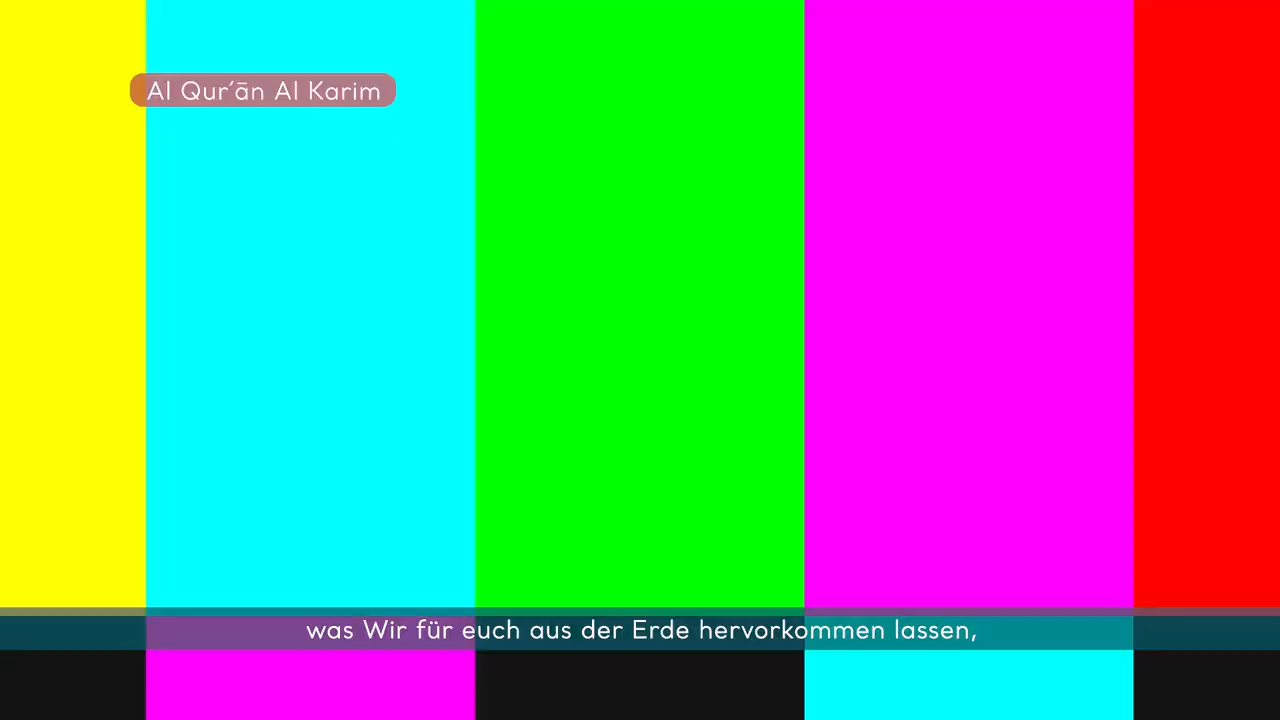 Al Qur’ān Al Karim
was Wir für euch aus der Erde hervorkommen lassen,